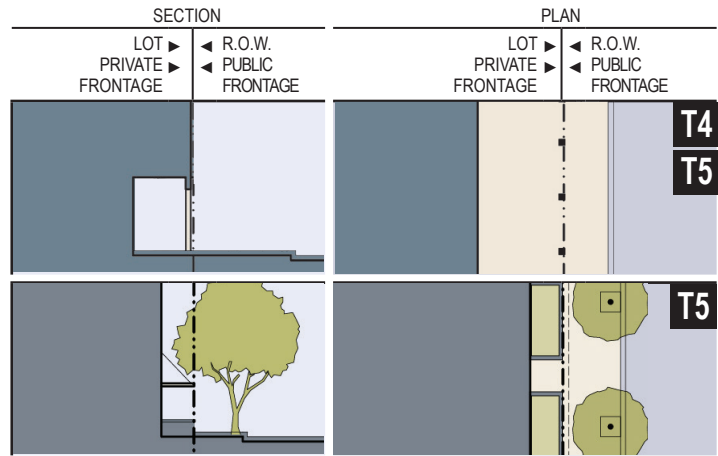 SECTION
LOT ► ◄ R.O.W.
PRIVATE ► ◄ PUBLIC
FRONTAGE FRONTAGE
PLAN
LOT ► ◄ R.O.W.
PRIVATE ► ◄ PUBLIC
FRONTAGE FRONTAGE
T4
T5
T5